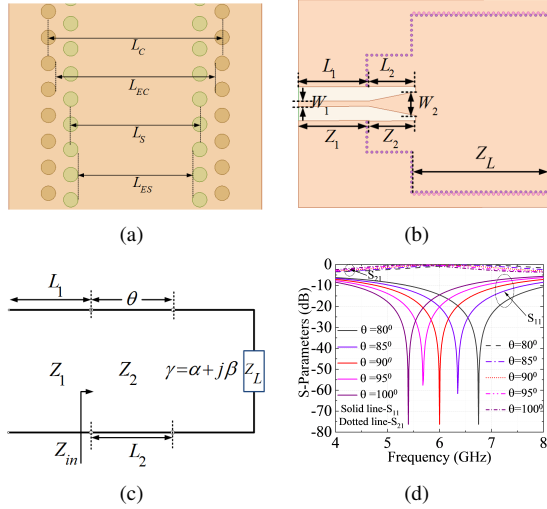 L_C
L_EC
L_S
L_ES
(a)
L_1 L_2
W_1 W_2
Z_1 Z_2
Z_L
(b)
L_1 θ
Z_1 Z_2 γ=α+jβ Z_L
Z_in
L_2
(c)
S-Parameters (dB)
0
-10
-20
-30
-40
-50
-60
-70
-80
S_21
S_11
θ =80⁰
θ =85⁰
θ =90⁰
θ =95⁰
θ =100⁰
Solid line-S_11
Dotted line-S_21
θ=80⁰
θ=85⁰
θ=90⁰
θ=95⁰
θ=100⁰
4 5 6 7 8
Frequency (GHz)
(d)